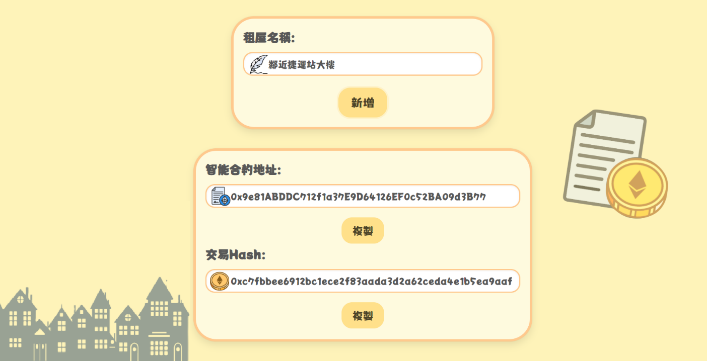 租屋名稱:
鄰近捷運站大樓
新增
智能合約地址:
0x9e81ABDDC712f1a37E9D64126EF0c52BA09d3B77
複製
交易Hash:
0xc7fbbee6912bc1ece2f83aada3d2a62ceda4e1b5ea9aaf
複製